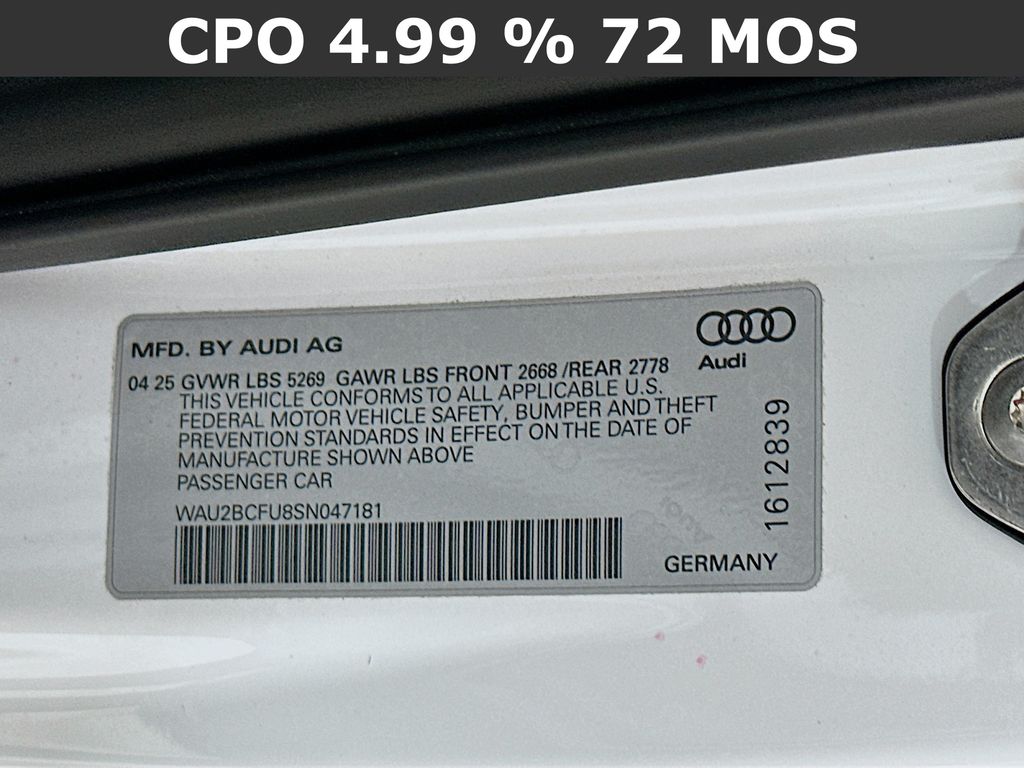 CPO 4.99 % 72 MOS
MFD. BY AUDI AG
Audi
04 25 GVWR LBS 5269 GAWR LBS FRONT 2668 /REAR 2778
THIS VEHICLE CONFORMS TO ALL APPLICABLE U.S.
FEDERAL MOTOR VEHICLE SAFETY, BUMPER AND THEFT
PREVENTION STANDARDS IN EFFECT ON THE DATE OF
MANUFACTURE SHOWN ABOVE
PASSENGER CAR
WAU2BCFU8SN047181
1612839
GERMANY